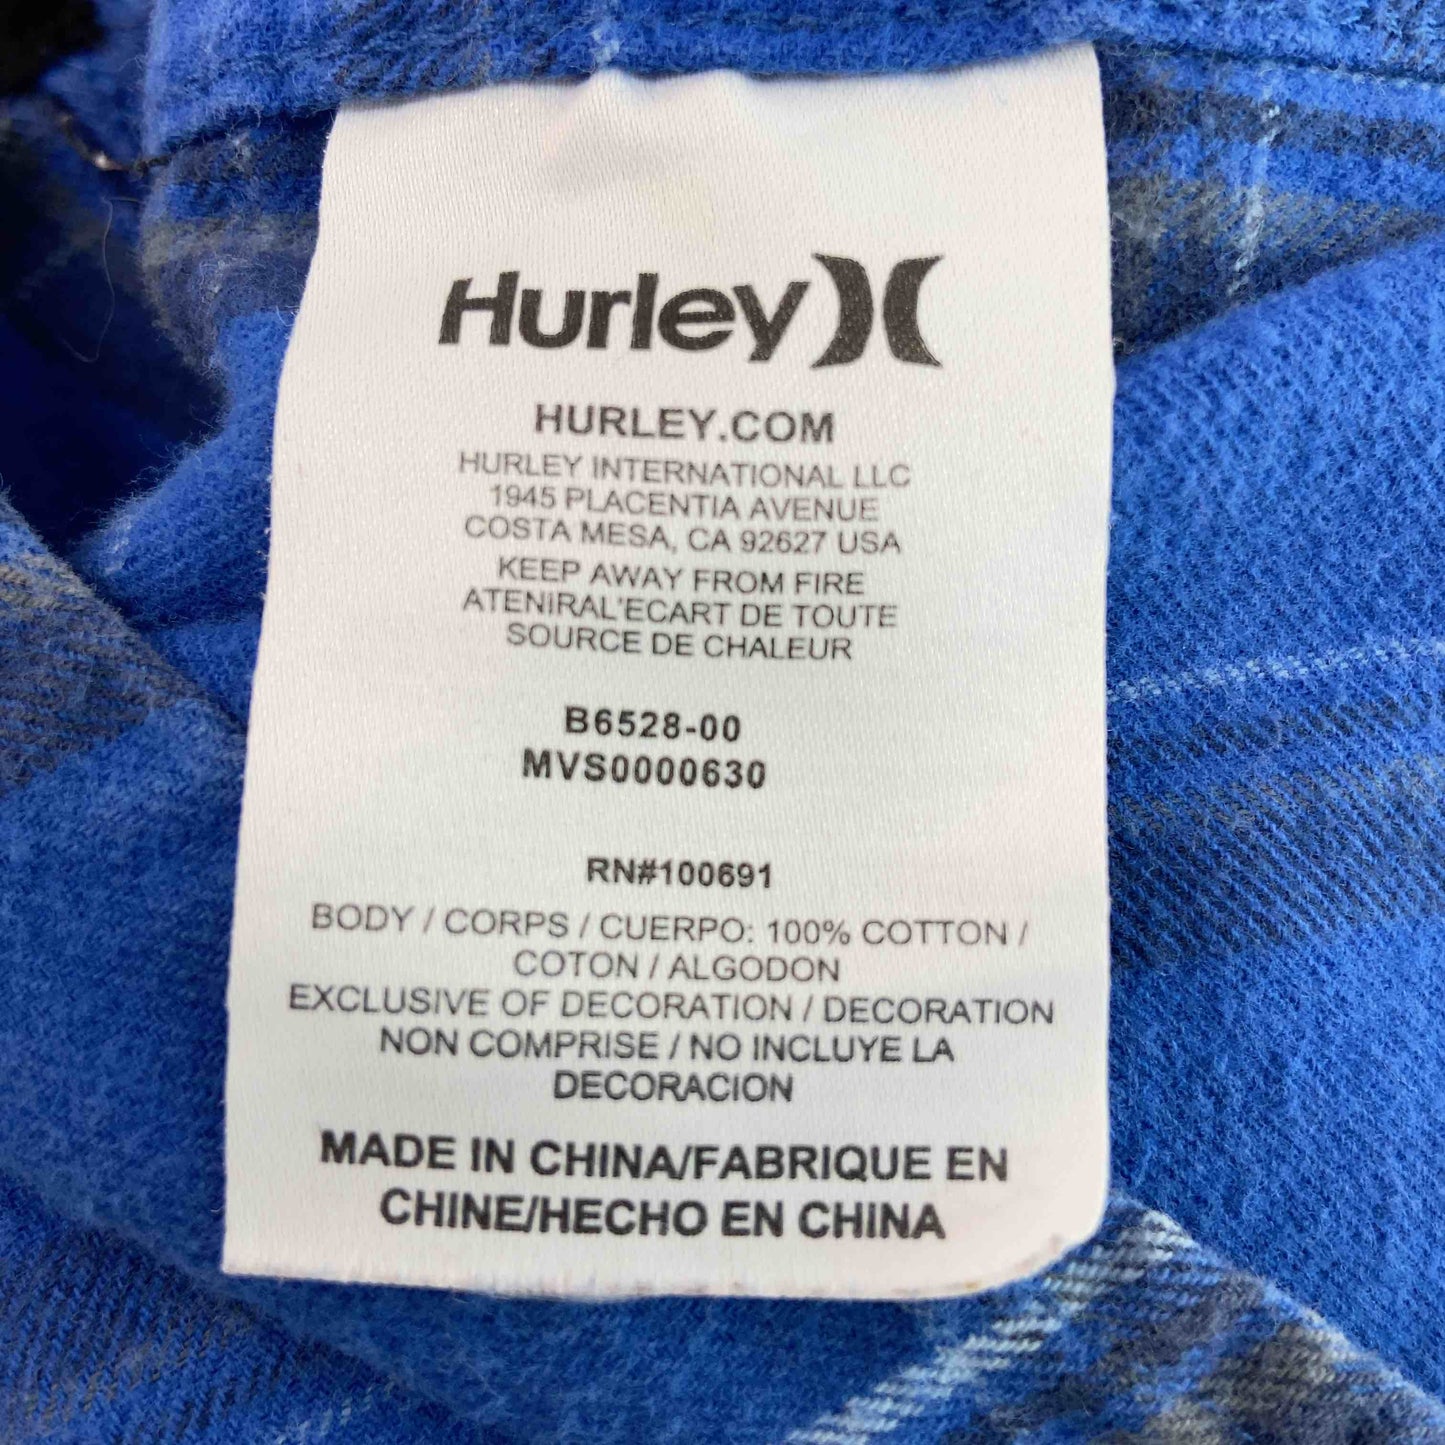 Hurley
HURLEY.COM
HURLEY INTERNATIONAL LLC
1945 PLACENTIA AVENUE
COSTA MESA, CA 92627 USA
KEEP AWAY FROM FIRE
ATENIRAL'ECART DE TOUTE
SOURCE DE CHALEUR
B6528-00
MVS0000630
RN#100691
BODY / CORPS / CUERPO: 100% COTTON /
COTON / ALGODON
EXCLUSIVE OF DECORATION / DECORATION
NON COMPRISE / NO INCLUYE LA
DECORACION
MADE IN CHINA/FABRIQUE EN
CHINE/HECHO EN CHINA